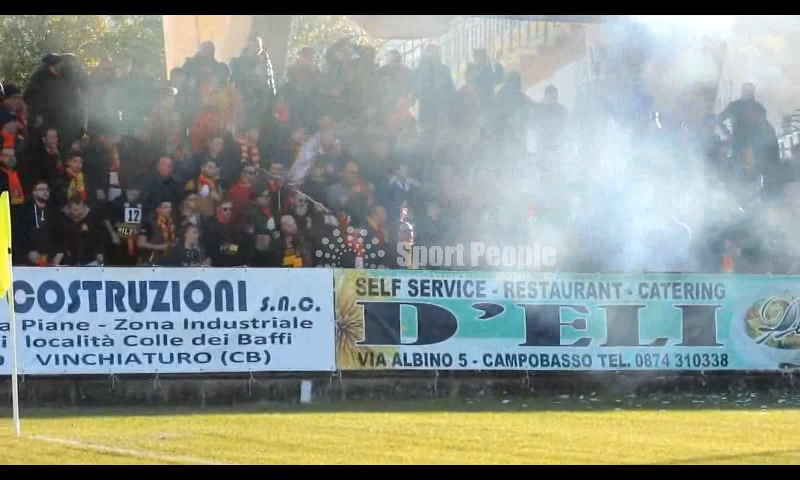 17
Sport People
COSTRUZIONI s.n.c.
a Piane - Zona Industriale
i località Colle dei Baffi
VINCHIATURO (CB)
SELF SERVICE - RESTAURANT - CATERING
D'ELI
VIA ALBINO 5 - CAMPOBASSO TEL. 0874 310338